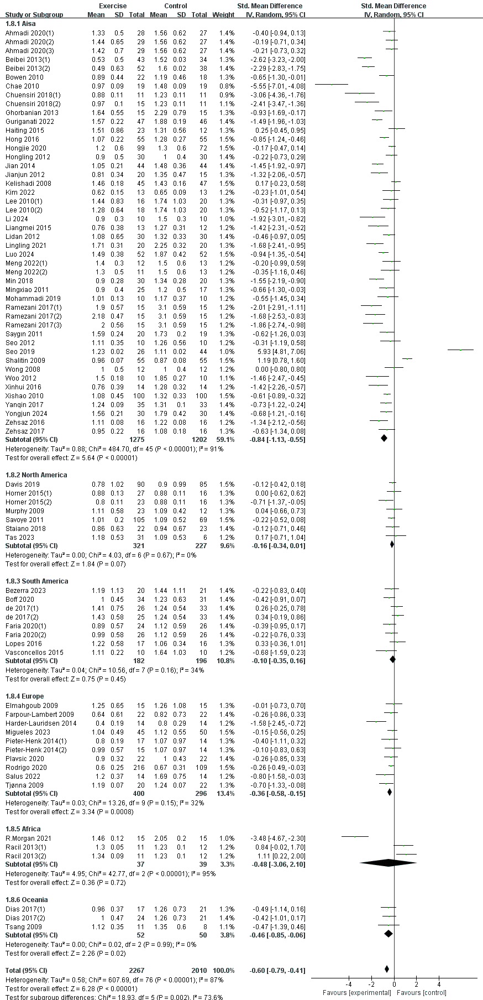 Exercise Control Std. Mean Difference Std. Mean Difference
Study or Subgroup Mean SD Total Mean SD Total Weight IV, Random, 95% CI IV, Random, 95% CI
1.8.1 Aisa
Ahmadi 2020(1) 1.33 0.5 28 1.56 0.62 27 1.4% -0.40 [-0.94, 0.13]
Ahmadi 2020(2) 1.44 0.65 29 1.56 0.62 27 1.4% -0.19 [-0.71, 0.34]
Ahmadi 2020(3) 1.42 0.7 29 1.56 0.62 27 1.4% -0.21 [-0.73, 0.32]
Beibei 2013(1) 0.53 0.5 43 1.52 0.03 34 1.4% -2.62 [-3.23, -2.00]
Beibei 2013(2) 0.49 0.63 52 1.6 0.02 38 1.4% -2.29 [-2.83, -1.75]
Bowen 2010 0.89 0.44 22 1.19 0.46 18 1.4% -0.65 [-1.30, -0.01]
Chae 2010 0.97 0.09 19 1.48 0.09 19 0.8% -5.55 [-7.01, -4.08]
Chuensiri 2018(1) 0.88 0.11 11 1.23 0.11 11 0.9% -3.06 [-4.36, -1.76]
Chuensiri 2018(2) 0.97 0.1 15 1.23 0.11 11 1.1% -2.41 [-3.47, -1.36]
Ghorbanian 2013 1.64 0.55 15 2.29 0.79 15 1.3% -0.93 [-1.69, -0.17]
Guriganati 2022 1.57 0.22 47 1.88 0.19 46 1.4% -1.49 [-1.96, -1.03]
Haiting 2015 1.51 0.86 23 1.31 0.56 12 1.3% 0.25 [-0.45, 0.95]
Hong 2016 1.07 0.22 55 1.28 0.27 55 1.5% -0.85 [-1.24, -0.46]
Hongjie 2020 1.2 0.6 99 1.3 0.6 72 1.5% -0.17 [-0.47, 0.14]
Hongling 2012 0.9 0.5 30 1 0.4 30 1.4% -0.22 [-0.73, 0.29]
Jian 2014 1.05 0.21 44 1.48 0.36 44 1.4% -1.45 [-1.92, -0.97]
Jianjun 2012 0.81 0.34 20 1.35 0.47 15 1.3% -1.32 [-2.06, -0.57]
Kelishadi 2008 1.46 0.18 45 1.43 0.16 47 1.5% 0.17 [-0.23, 0.58]
Kim 2022 0.62 0.15 13 0.65 0.09 13 1.2% -0.23 [-1.01, 0.54]
Lee 2010(1) 1.44 0.83 16 1.74 1.03 20 1.3% -0.31 [-0.97, 0.35]
Lee 2010(2) 1.28 0.64 18 1.74 1.03 20 1.3% -0.52 [-1.17, 0.13]
Li 2024 0.9 0.3 10 1.5 0.3 10 1.0% -1.92 [-3.01, -0.82]
Liangmei 2015 0.76 0.38 13 1.27 0.31 12 1.2% -1.42 [-2.31, -0.52]
Lidan 2012 1.08 0.65 30 1.32 0.33 30 1.4% -0.46 [-0.97, 0.05]
Lingling 2021 1.71 0.31 20 2.25 0.32 20 1.3% -1.68 [-2.41, -0.95]
Luo 2024 1.49 0.38 52 1.87 0.42 52 1.5% -0.94 [-1.35, -0.54]
Meng 2022(1) 1.4 0.3 12 1.5 0.6 13 1.2% -0.20 [-0.99, 0.59]
Meng 2022(2) 1.3 0.5 11 1.5 0.6 13 1.2% -0.35 [-1.16, 0.46]
Min 2018 0.9 0.28 30 1.34 0.28 20 1.4% -1.55 [-2.19, -0.90]
Mingxiao 2011 0.9 0.4 25 1.2 0.5 17 1.4% -0.66 [-1.30, -0.03]
Mohammadi 2019 1.01 0.13 10 1.17 0.37 10 1.2% -0.55 [-1.45, 0.34]
Ramezani 2017(1) 1.9 0.57 15 3.1 0.59 15 1.2% -2.01 [-2.91, -1.11]
Ramezani 2017(2) 2.18 0.47 15 3.1 0.59 15 1.2% -1.68 [-2.53, -0.83]
Ramezani 2017(3) 2 0.56 15 3.1 0.59 15 1.2% -1.86 [-2.74, -0.98]
Saygın 2011 1.59 0.24 20 1.73 0.2 19 1.4% -0.62 [-1.26, 0.03]
Seo 2012 1.11 0.35 10 1.26 0.56 10 1.2% -0.31 [-1.19, 0.58]
Seo 2019 1.23 0.02 26 1.11 0.02 44 1.0% 5.93 [4.81, 7.06]
Shalitin 2009 0.96 0.07 55 0.87 0.08 55 1.5% 1.19 [0.78, 1.60]
Wong 2008 1 0.5 12 1 0.4 12 1.2% 0.00 [-0.80, 0.80]
Woo 2012 1.5 0.18 10 1.85 0.27 10 1.1% -1.46 [-2.47, -0.45]
Xinhui 2016 0.76 0.39 14 1.28 0.32 14 1.2% -1.42 [-2.26, -0.57]
Xishao 2010 1.08 0.45 100 1.32 0.33 100 1.5% -0.61 [-0.89, -0.32]
Yanqin 2017 1.24 0.09 35 1.31 0.1 33 1.4% -0.73 [-1.22, -0.24]
Yongjun 2024 1.56 0.21 30 1.79 0.42 30 1.4% -0.68 [-1.21, -0.16]
Zehsaz 2016 1.11 0.08 16 1.22 0.08 16 1.3% -1.34 [-2.12, -0.56]
Zehsaz 2017 0.95 0.22 16 1.08 0.18 16 1.3% -0.63 [-1.34, 0.08]
Subtotal (95% CI) 1275 1202 59.1% -0.84 [-1.13, -0.55]
Heterogeneity: Tau² = 0.88; Chi² = 484.70, df = 45 (P < 0.00001); I² = 91%
Test for overall effect: Z = 5.64 (P < 0.00001)
1.8.2 North America
Davis 2019 0.78 1.02 90 0.9 0.99 85 1.5% -0.12 [-0.42, 0.18]
Horner 2015(1) 0.88 0.13 27 0.88 0.11 16 1.4% 0.00 [-0.62, 0.62]
Horner 2015(2) 0.8 0.11 23 0.88 0.11 16 1.3% -0.71 [-1.37, -0.05]
Murphy 2009 1.11 0.58 23 1.09 0.42 12 1.3% 0.04 [-0.66, 0.73]
Savoye 2011 1.01 0.2 105 1.09 0.52 69 1.5% -0.22 [-0.52, 0.08]
Staiano 2018 0.86 0.63 22 0.94 0.67 23 1.4% -0.12 [-0.71, 0.46]
Tas 2023 1.18 0.53 31 1.09 0.53 6 1.2% 0.17 [-0.71, 1.04]
Subtotal (95% CI) 321 227 9.6% -0.16 [-0.34, 0.01]
Heterogeneity: Tau² = 0.00; Chi² = 4.03, df = 6 (P = 0.67); I² = 0%
Test for overall effect: Z = 1.84 (P = 0.07)
1.8.3 South America
Bezerra 2023 1.19 1.13 20 1.44 1.11 21 1.4% -0.22 [-0.83, 0.40]
Boff 2020 1 0.45 34 1.23 0.63 31 1.4% -0.42 [-0.91, 0.07]
de 2017(1) 1.41 0.75 26 1.24 0.54 33 1.4% 0.26 [-0.25, 0.78]
de 2017(2) 1.43 0.58 25 1.24 0.54 33 1.4% 0.34 [-0.19, 0.86]
Faria 2020(1) 0.89 0.57 24 1.12 0.59 26 1.4% -0.39 [-0.95, 0.17]
Faria 2020(2) 0.99 0.58 26 1.12 0.59 26 1.4% -0.22 [-0.76, 0.33]
Lopes 2016 1.22 0.58 17 1.06 0.34 16 1.3% 0.33 [-0.36, 1.01]
Vasconcellos 2015 1.11 0.22 10 1.64 1.03 10 1.2% -0.68 [-1.59, 0.23]
Subtotal (95% CI) 182 196 10.8% -0.10 [-0.35, 0.16]
Heterogeneity: Tau² = 0.04; Chi² = 10.56, df = 7 (P = 0.16); I² = 34%
Test for overall effect: Z = 0.75 (P = 0.45)
1.8.4 Europe
Elmahgoub 2009 1.25 0.65 15 1.26 1.08 15 1.3% -0.01 [-0.73, 0.70]
Farpour-Lambert 2009 0.64 0.61 22 0.82 0.73 22 1.4% -0.26 [-0.86, 0.33]
Harder-Lauridsen 2014 0.4 0.19 14 0.8 0.29 14 1.2% -1.58 [-2.45, -0.72]
Migueles 2023 1.04 0.49 45 1.12 0.55 50 1.5% -0.15 [-0.56, 0.25]
Pieter-Henk 2014(1) 0.8 0.19 17 1.07 0.97 14 1.3% -0.40 [-1.11, 0.32]
Pieter-Henk 2014(2) 0.99 0.57 15 1.07 0.97 14 1.3% -0.10 [-0.83, 0.63]
Plavsic 2020 0.9 0.32 22 1 0.43 22 1.4% -0.26 [-0.85, 0.33]
Rodrigo 2020 0.6 0.25 216 0.67 0.31 109 1.5% -0.26 [-0.49, -0.03]
Salus 2022 1.2 0.37 14 1.69 0.75 14 1.2% -0.80 [-1.58, -0.03]
Tjønna 2009 1.19 0.07 20 1.24 0.07 22 1.4% -0.70 [-1.33, -0.08]
Subtotal (95% CI) 400 296 13.4% -0.36 [-0.58, -0.15]
Heterogeneity: Tau² = 0.03; Chi² = 13.26, df = 9 (P = 0.15); I² = 32%
Test for overall effect: Z = 3.34 (P = 0.0008)
1.8.5 Africa
R.Morgan 2021 1.46 0.12 15 2.05 0.2 15 1.0% -3.48 [-4.67, -2.30]
Racil 2013(1) 1.3 0.05 11 1.23 0.1 12 1.2% 0.84 [-0.02, 1.70]
Racil 2013(2) 1.34 0.09 11 1.23 0.1 12 1.2% 1.11 [0.22, 2.00]
Subtotal (95% CI) 37 39 3.3% -0.48 [-3.06, 2.10]
Heterogeneity: Tau² = 4.95; Chi² = 42.77, df = 2 (P < 0.00001); I² = 95%
Test for overall effect: Z = 0.36 (P = 0.72)
1.8.6 Oceania
Dias 2017(1) 0.96 0.37 17 1.26 0.73 21 1.3% -0.49 [-1.14, 0.16]
Dias 2017(2) 1 0.47 24 1.26 0.73 21 1.4% -0.42 [-1.01, 0.17]
Tsang 2009 1.12 0.35 11 1.35 0.6 8 1.1% -0.47 [-1.39, 0.46]
Subtotal (95% CI) 52 50 3.8% -0.46 [-0.85, -0.06]
Heterogeneity: Tau² = 0.00; Chi² = 0.02, df = 2 (P = 0.99); I² = 0%
Test for overall effect: Z = 2.26 (P = 0.02)
Total (95% CI) 2267 2010 100.0% -0.60 [-0.79, -0.41]
Heterogeneity: Tau² = 0.58; Chi² = 607.69, df = 76 (P < 0.00001); I² = 87%
-4 -2 0 2 4
Test for overall effect: Z = 6.28 (P < 0.00001)
Favours [experimental] Favours [control]
Test for subgroup differences: Chi² = 18.93, df = 5 (P = 0.002), I² = 73.6%